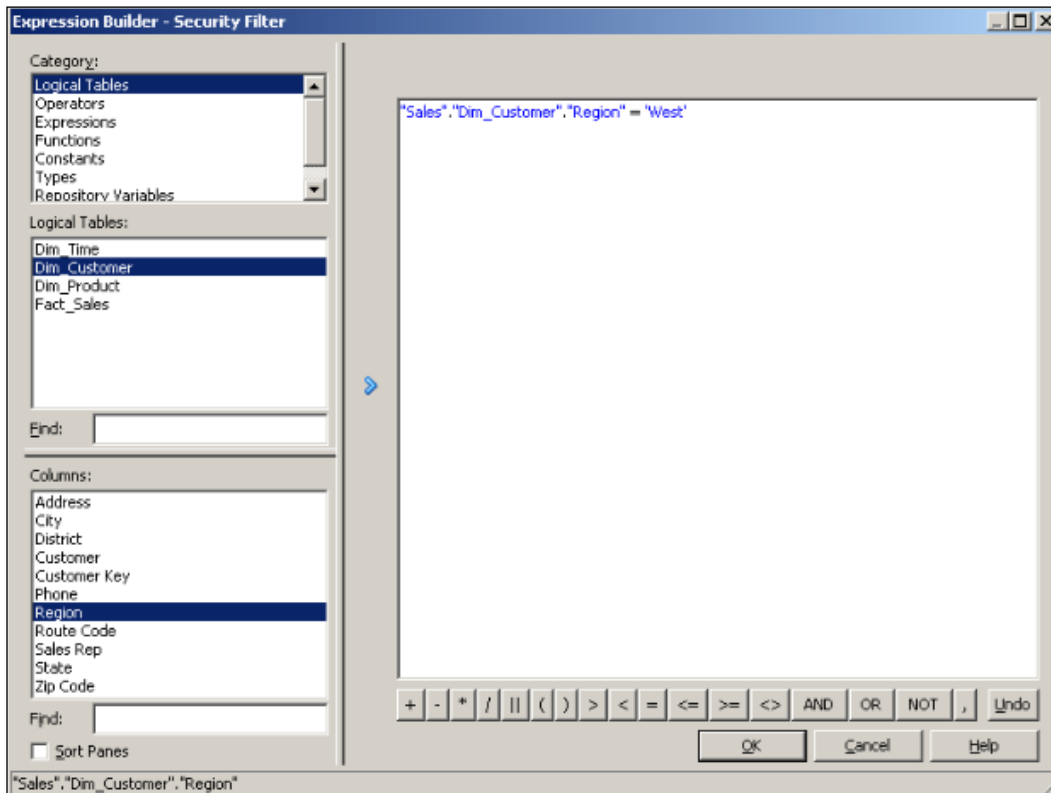 Expression Builder - Security Filter
Category:
Logical Tables
Operators
Expressions
Functions
Constants
Types
Repository Variables
Logical Tables:
Dim_Time
Dim_Customer
Dim_Product
Fact_Sales
Find:
Columns:
Address
City
District
Customer
Customer Key
Phone
Region
Route Code
Sales Rep
State
Zip Code
Find:
Sort Panes
"Sales"."Dim_Customer"."Region" = 'West'
+ - * / || ( ) > < = <= >= <> AND OR NOT , Undo
OK Cancel Help
"Sales"."Dim_Customer"."Region"